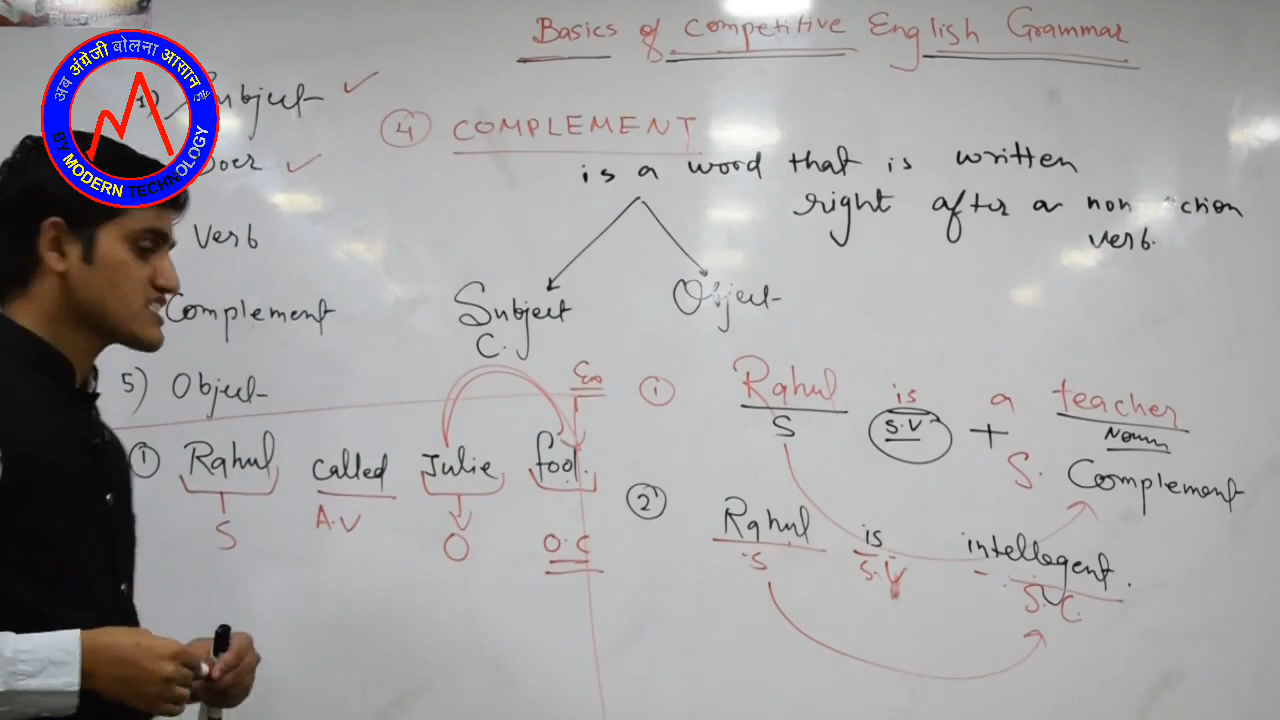 Basics of Competitive English Grammar
अब अंग्रेजी बोलना आसान है
BY MODERN TECHNOLOGY
1) Subject
Doer
Verb
Complement
5) Object
4 COMPLEMENT
is a word that is written
right after a non ction
verb.
Subject
C.
Object
1 Rahul called Julie fool.
S A.V O O.C
1 Rahul is a teacher
S S.V + Noun
S. Complement
2 Rahul is intellegent.
S S.V S.C.